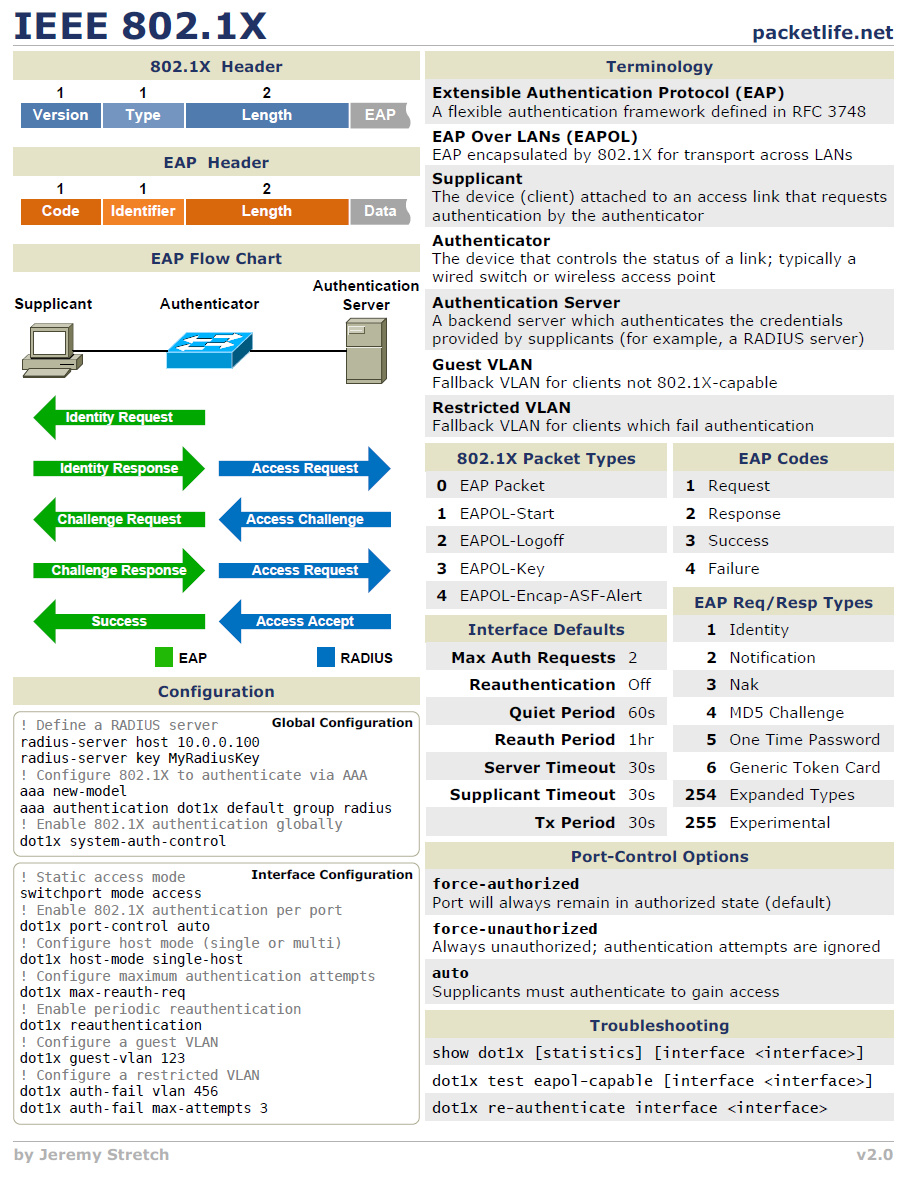 IEEE 802.1X
packetlife.net
802.1X Header
1 1 2
Version Type Length EAP
EAP Header
1 1 2
Code Identifier Length Data
EAP Flow Chart
Supplicant Authenticator Authentication
Server
Identity Request
Identity Response Access Request
Challenge Request Access Challenge
Challenge Response Access Request
Success Access Accept
EAP RADIUS
Configuration
Global Configuration
! Define a RADIUS server
radius-server host 10.0.0.100
radius-server key MyRadiusKey
! Configure 802.1X to authenticate via AAA
aaa new-model
aaa authentication dot1x default group radius
! Enable 802.1X authentication globally
dot1x system-auth-control
Interface Configuration
! Static access mode
switchport mode access
! Enable 802.1X authentication per port
dot1x port-control auto
! Configure host mode (single or multi)
dot1x host-mode single-host
! Configure maximum authentication attempts
dot1x max-reauth-req
! Enable periodic reauthentication
dot1x reauthentication
! Configure a guest VLAN
dot1x guest-vlan 123
! Configure a restricted VLAN
dot1x auth-fail vlan 456
dot1x auth-fail max-attempts 3
Terminology
Extensible Authentication Protocol (EAP)
A flexible authentication framework defined in RFC 3748
EAP Over LANs (EAPOL)
EAP encapsulated by 802.1X for transport across LANs
Supplicant
The device (client) attached to an access link that requests
authentication by the authenticator
Authenticator
The device that controls the status of a link; typically a
wired switch or wireless access point
Authentication Server
A backend server which authenticates the credentials
provided by supplicants (for example, a RADIUS server)
Guest VLAN
Fallback VLAN for clients not 802.1X-capable
Restricted VLAN
Fallback VLAN for clients which fail authentication
802.1X Packet Types
0 EAP Packet
1 EAPOL-Start
2 EAPOL-Logoff
3 EAPOL-Key
4 EAPOL-Encap-ASF-Alert
Interface Defaults
Max Auth Requests 2
Reauthentication Off
Quiet Period 60s
Reauth Period 1hr
Server Timeout 30s
Supplicant Timeout 30s
Tx Period 30s
EAP Codes
1 Request
2 Response
3 Success
4 Failure
EAP Req/Resp Types
1 Identity
2 Notification
3 Nak
4 MD5 Challenge
5 One Time Password
6 Generic Token Card
254 Expanded Types
255 Experimental
Port-Control Options
force-authorized
Port will always remain in authorized state (default)
force-unauthorized
Always unauthorized; authentication attempts are ignored
auto
Supplicants must authenticate to gain access
Troubleshooting
show dot1x [statistics] [interface <interface>]
dot1x test eapol-capable [interface <interface>]
dot1x re-authenticate interface <interface>
by Jeremy Stretch
v2.0